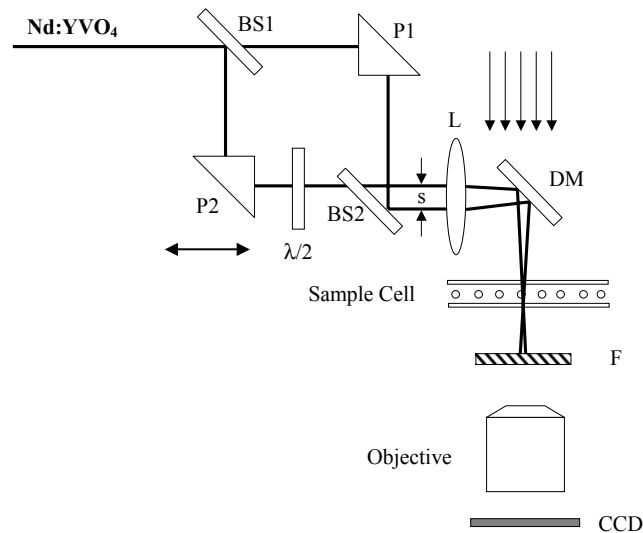 Nd:YVO₄
BS1
P1
L
DM
P2
λ/2
BS2
s
Sample Cell
F
Objective
CCD